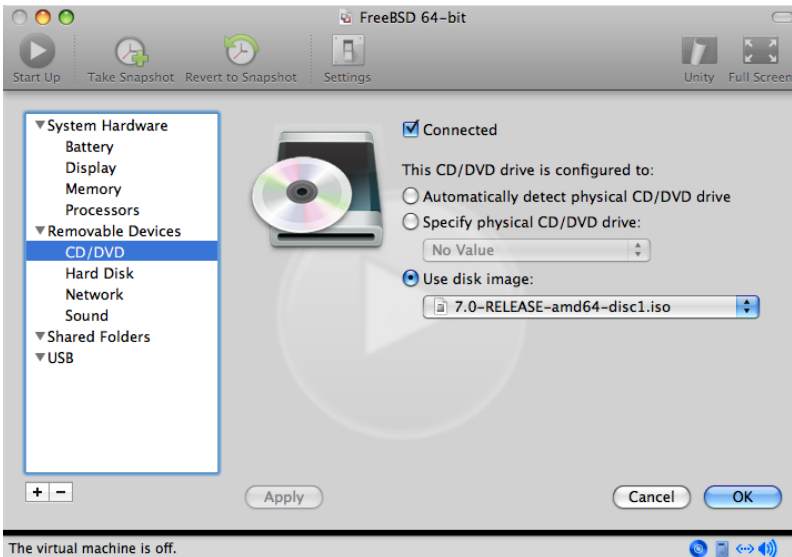 FreeBSD 64-bit
Start Up Take Snapshot Revert to Snapshot Settings Unity Full Screen
System Hardware
Battery
Display
Memory
Processors
Removable Devices
CD/DVD
Hard Disk
Network
Sound
Shared Folders
USB
Connected
This CD/DVD drive is configured to:
Automatically detect physical CD/DVD drive
Specify physical CD/DVD drive:
No Value
Use disk image:
7.0-RELEASE-amd64-disc1.iso
+ −
Apply Cancel OK
The virtual machine is off.